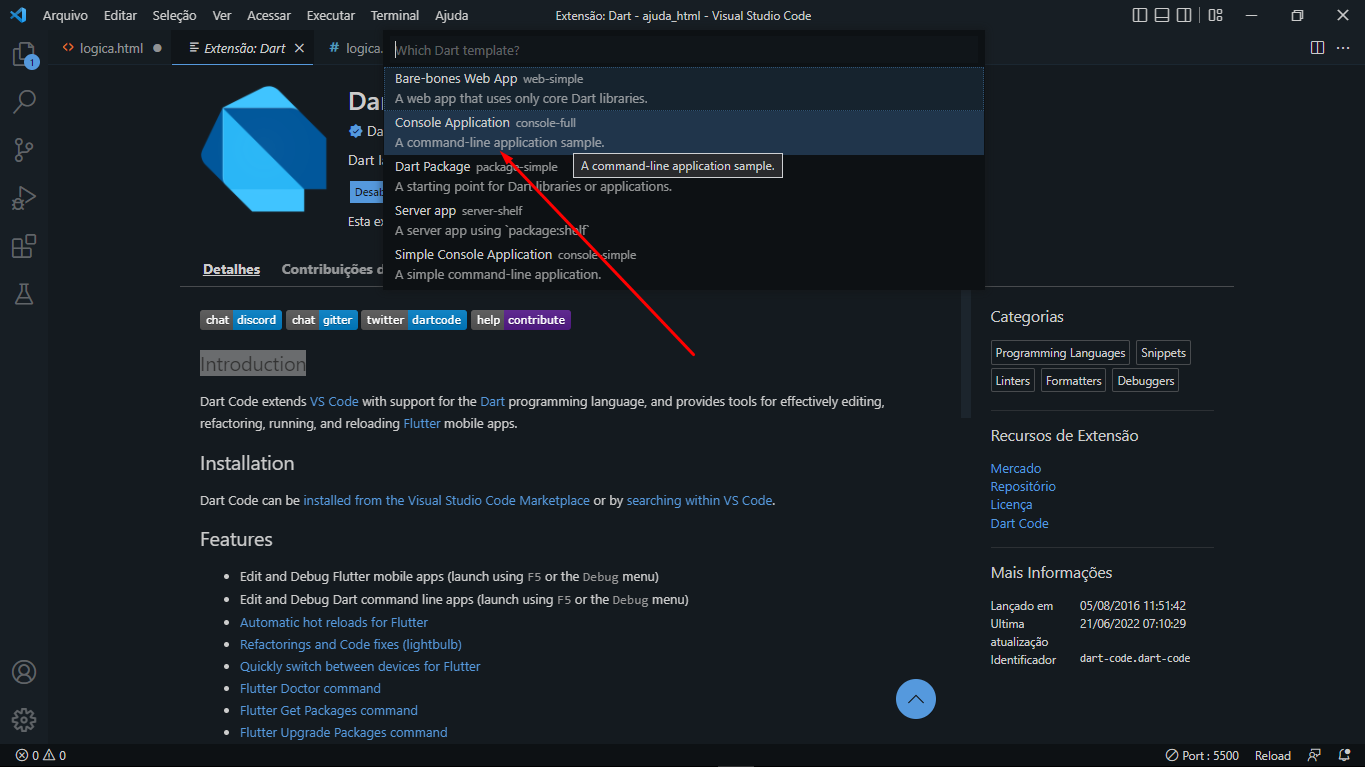 Arquivo Editar Seleção Ver Acessar Executar Terminal Ajuda
Extensão: Dart - ajuda_html - Visual Studio Code
1
logica.html
Extensão: Dart
# logica.
Which Dart template?
Bare-bones Web App web-simple
A web app that uses only core Dart libraries.
Console Application console-full
A command-line application sample.
Dart Package package-simple
A command-line application sample.
A starting point for Dart libraries or applications.
Server app server-shelf
A server app using `package:shelf`
Simple Console Application console-simple
A simple command-line application.
Da
Da
Dart l
Desab
Esta ex
Detalhes Contribuições d
chat discord chat gitter twitter dartcode help contribute
Introduction
Dart Code extends VS Code with support for the Dart programming language, and provides tools for effectively editing,
refactoring, running, and reloading Flutter mobile apps.
Installation
Dart Code can be installed from the Visual Studio Code Marketplace or by searching within VS Code.
Features
Edit and Debug Flutter mobile apps (launch using F5 or the Debug menu)
Edit and Debug Dart command line apps (launch using F5 or the Debug menu)
Automatic hot reloads for Flutter
Refactorings and Code fixes (lightbulb)
Quickly switch between devices for Flutter
Flutter Doctor command
Flutter Get Packages command
Flutter Upgrade Packages command
Categorias
Programming Languages Snippets
Linters Formatters Debuggers
Recursos de Extensão
Mercado
Repositório
Licença
Dart Code
Mais Informações
Lançado em 05/08/2016 11:51:42
Ultima 21/06/2022 07:10:29
atualização
Identificador dart-code.dart-code
0 0
Port : 5500 Reload